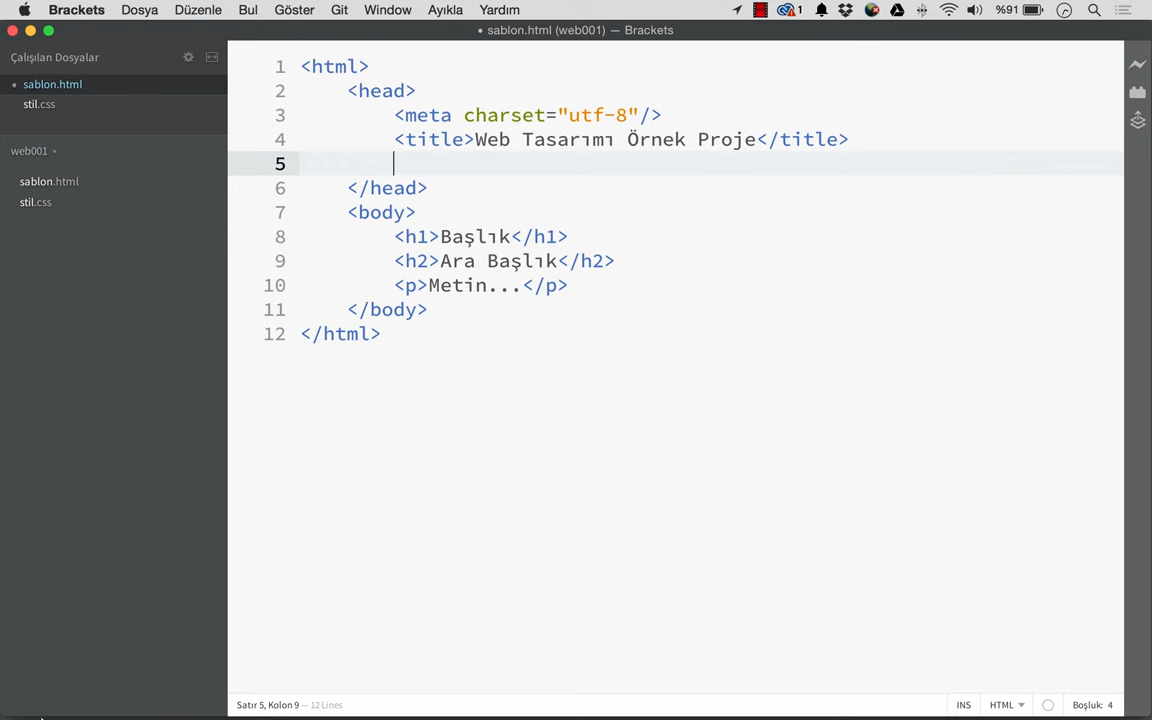 Brackets Dosya Düzenle Bul Göster Git Window Ayıkla Yardım 1 %91
• sablon.html (web001) — Brackets
Çalışılan Dosyalar
• sablon.html
stil.css
web001
sablon.html
stil.css
1 <html>
2 <head>
3 <meta charset="utf-8"/>
4 <title>Web Tasarımı Örnek Proje</title>
5
6 </head>
7 <body>
8 <h1>Başlık</h1>
9 <h2>Ara Başlık</h2>
10 <p>Metin...</p>
11 </body>
12 </html>
Satır 5, Kolon 9 — 12 Lines INS HTML Boşluk: 4